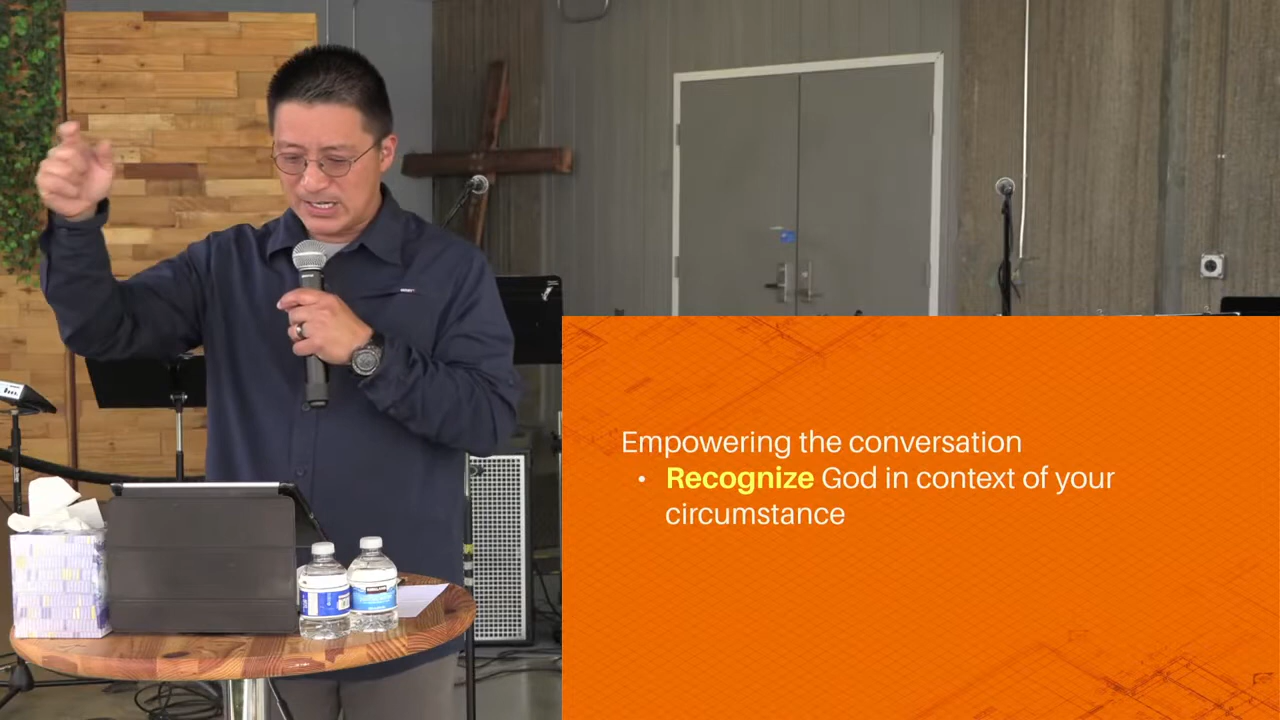 Empowering the conversation
• Recognize God in context of your
circumstance